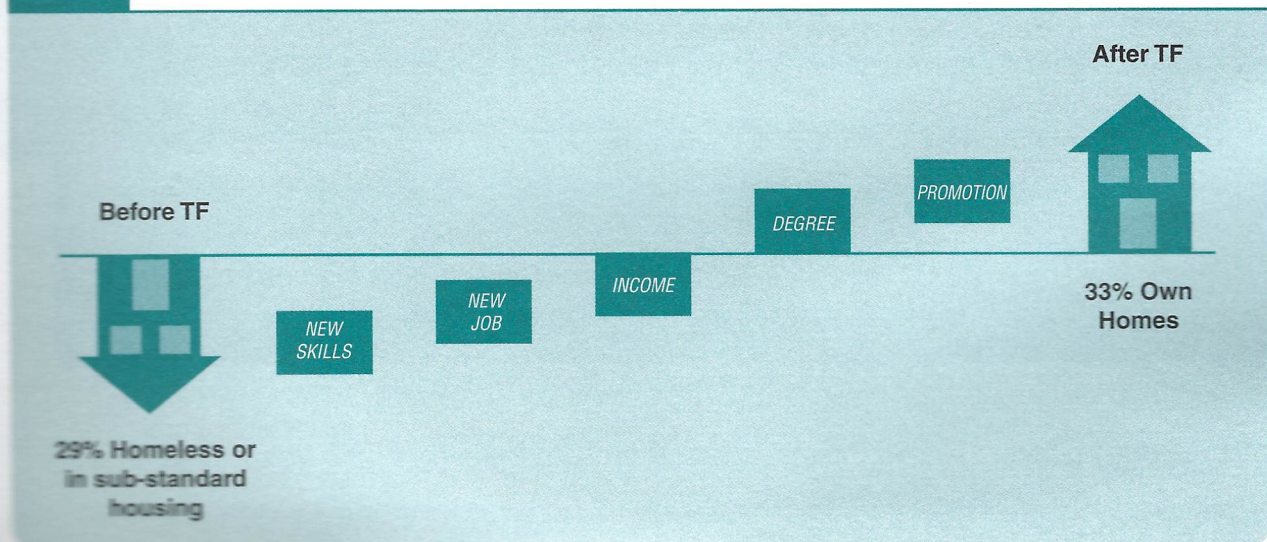 After TF
Before TF
PROMOTION
DEGREE
INCOME
NEW
JOB
NEW
SKILLS
33% Own
Homes
29% Homeless or
in sub-standard
housing